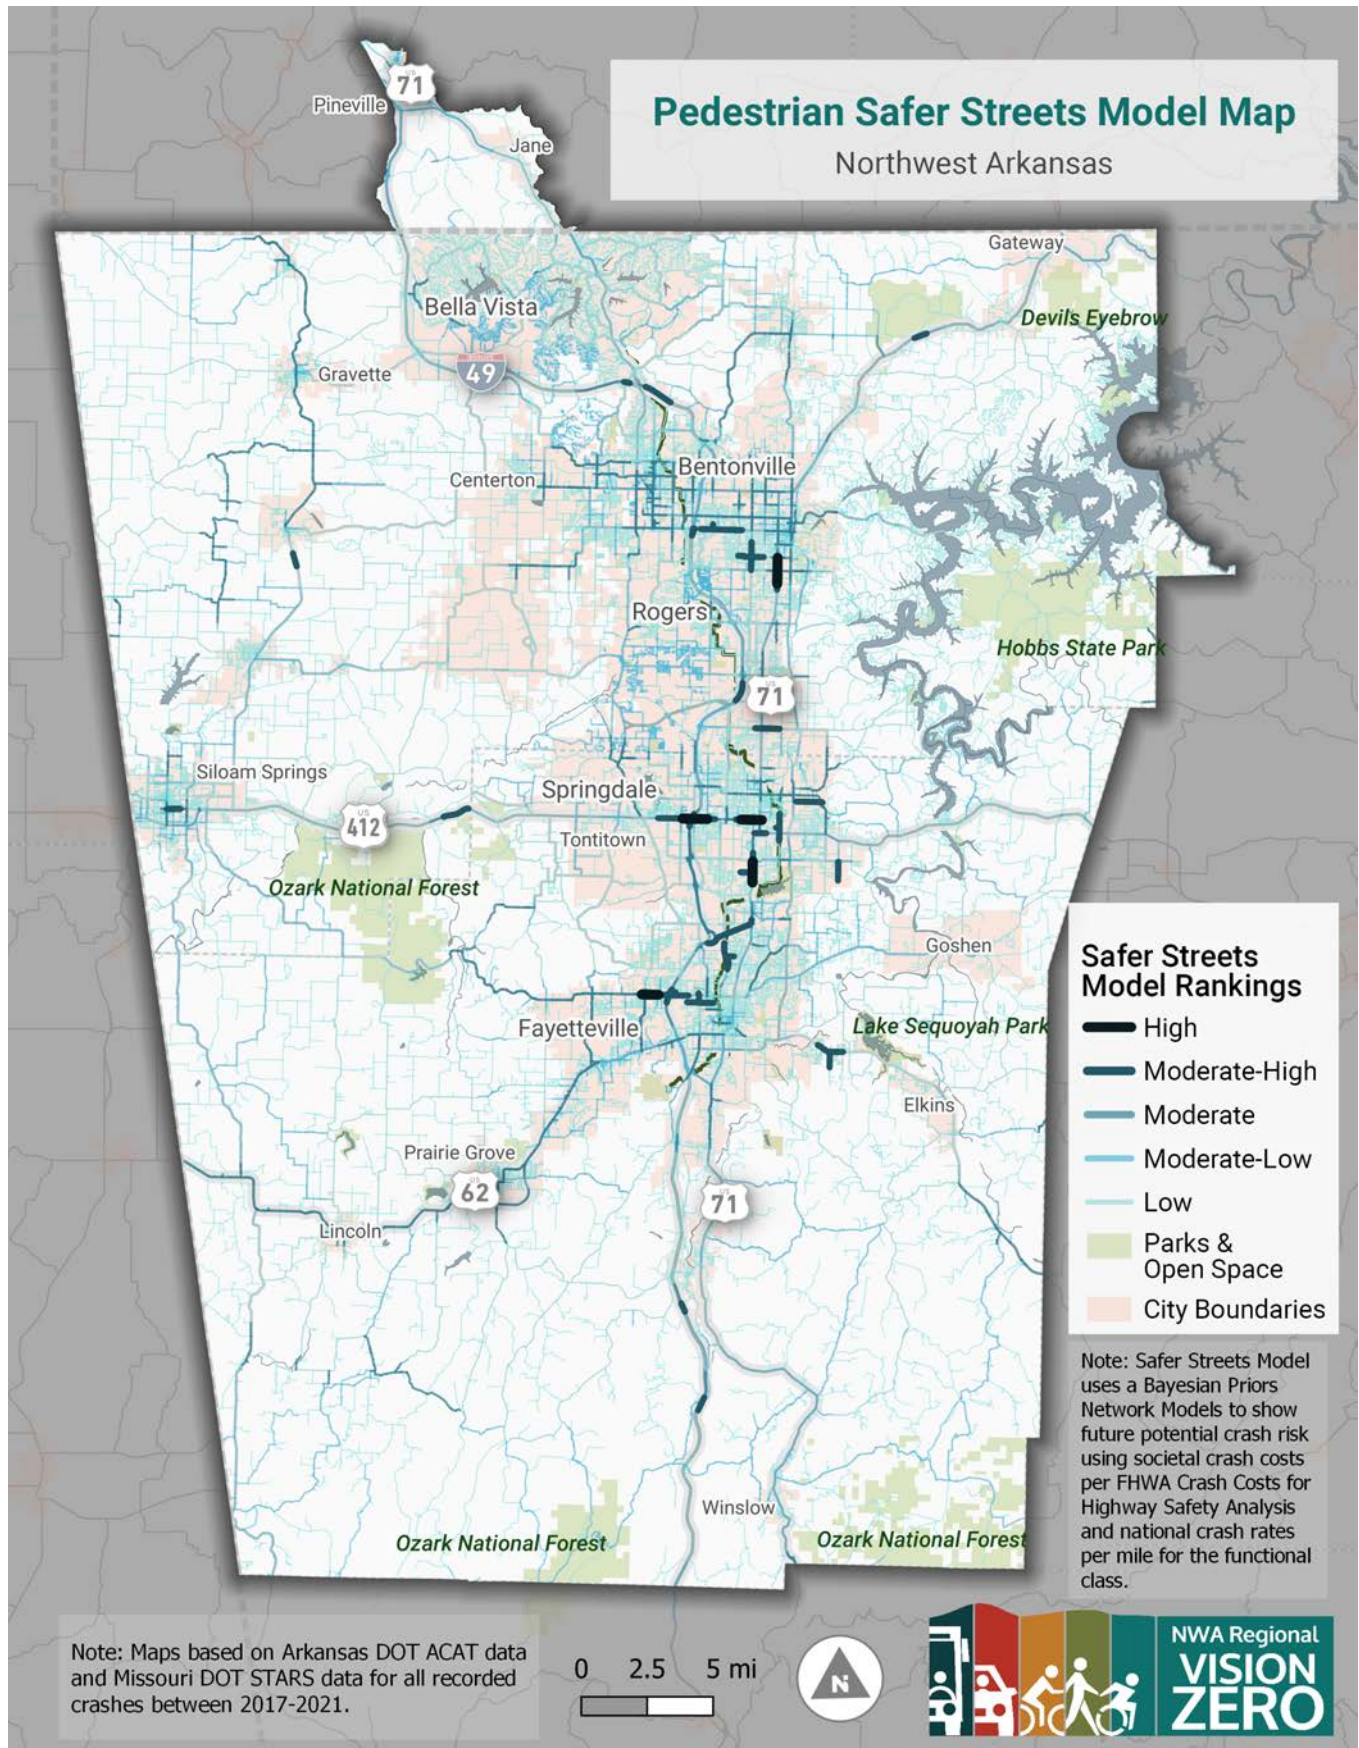 Pedestrian Safer Streets Model Map
Northwest Arkansas
US
71
Pineville
Jane
Gateway
Bella Vista
Devils Eyebrow
49
Gravette
Bentonville
Centerton
Rogers
Hobbs State Park
US
71
Siloam Springs
Springdale
US
412
Tontitown
Ozark National Forest
Goshen
Fayetteville
Lake Sequoyah Park
Elkins
Prairie Grove
US
62
US
71
Lincoln
Winslow
Ozark National Forest
Ozark National Forest
Safer Streets
Model Rankings
High
Moderate-High
Moderate
Moderate-Low
Low
Parks &
Open Space
City Boundaries
Note: Safer Streets Model
uses a Bayesian Priors
Network Models to show
future potential crash risk
using societal crash costs
per FHWA Crash Costs for
Highway Safety Analysis
and national crash rates
per mile for the functional
class.
Note: Maps based on Arkansas DOT ACAT data
and Missouri DOT STARS data for all recorded
crashes between 2017-2021.
0 2.5 5 mi
N
NWA Regional
VISION
ZERO